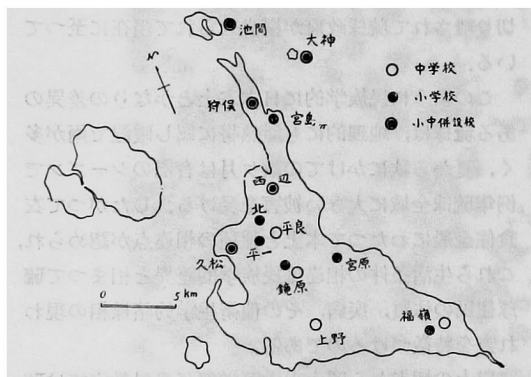 池間
大神
N
○ 中学校
● 小学校
◉ 小中併設校
狩俣
宮島
西辺
北
平良
平一
久松
宮原
鏡原
0 5 km
上野
福嶺